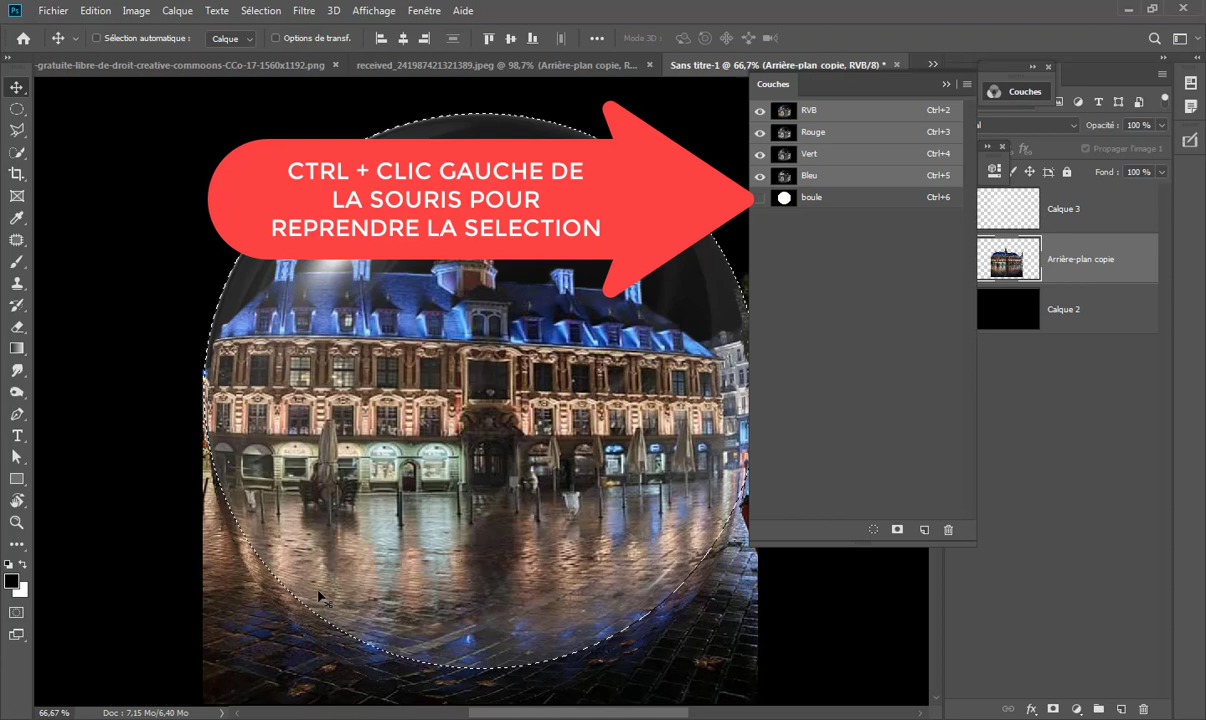 Ps Fichier Edition Image Calque Texte Sélection Filtre 3D Affichage Fenêtre Aide
Sélection automatique : Calque Options de transf. Mode 3D :
-gratuite-libre-de-droit-creative-commons-CCo-17-1560x1192.png received_241987421321389.jpeg @ 98,7% (Arrière-plan copie, R... Sans titre-1 @ 66,7% (Arrière-plan copie, RVB/8) *
Couches
Couches
RVB Ctrl+2
Rouge Ctrl+3
Vert Ctrl+4
Bleu Ctrl+5
boule Ctrl+6
Opacité : 100 %
Propager l'image 1
Fond : 100 %
Calque 3
Arrière-plan copie
Calque 2
CTRL + CLIC GAUCHE DE
LA SOURIS POUR
REPRENDRE LA SELECTION
66,67 % Doc : 7,15 Mo/6,40 Mo